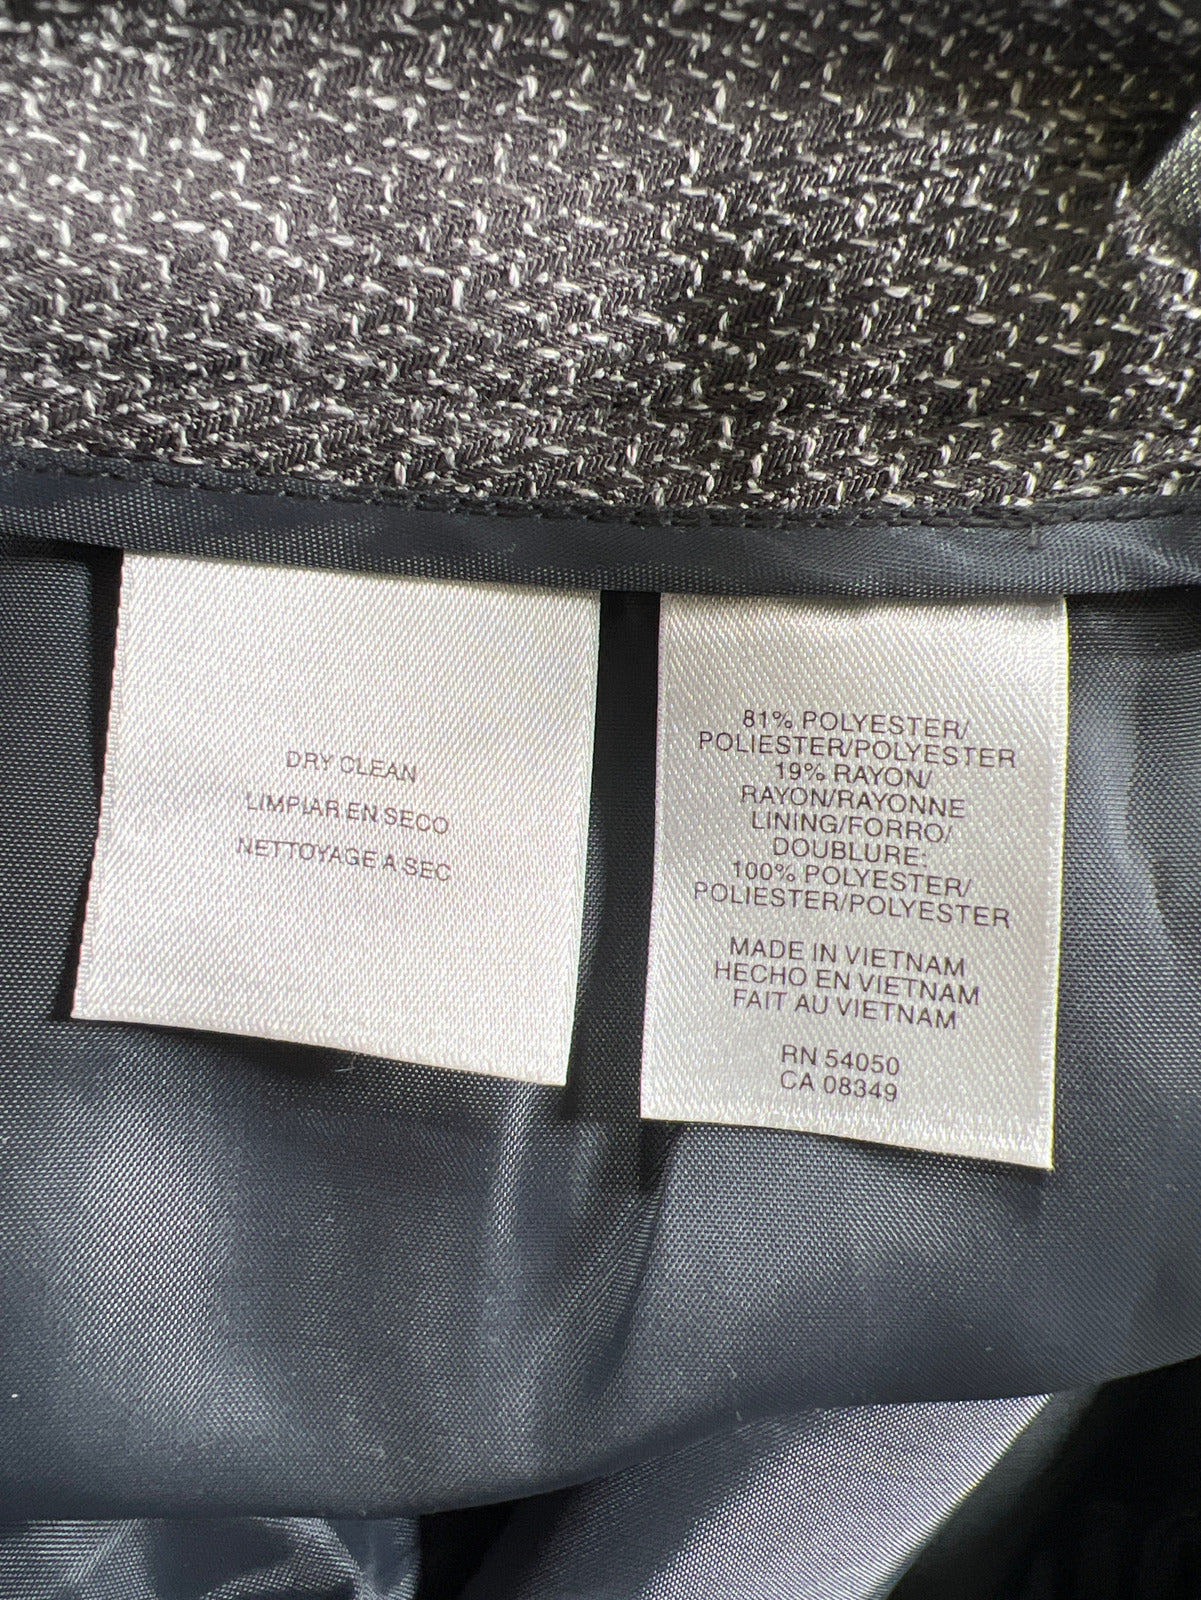 DRY CLEAN
LIMPIAR EN SECO
NETTOYAGE A SEC
81% POLYESTER/
POLIESTER/POLYESTER
19% RAYON/
RAYON/RAYONNE
LINING/FORRO/
DOUBLURE:
100% POLYESTER/
POLIESTER/POLYESTER
MADE IN VIETNAM
HECHO EN VIETNAM
FAIT AU VIETNAM
RN 54050
CA 08349